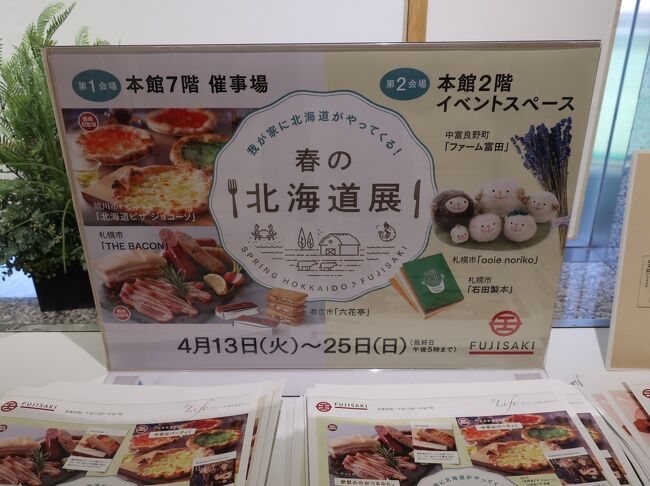 第1会場 本館7階 催事場
第2会場 本館2階
イベントスペース
我が家に北海道がやってくる!
春の
北海道展
SPRING HOKKAIDO♪FUJISAKI
旭川市
「北海道ピザ ジョコーソ」
札幌市
「THE BACON」
帯広市「六花亭」
中富良野町
「ファーム富田」
札幌市「ooie noriko」
札幌市
「石田製本」
4月13日(火)〜25日(日)
〈最終日
午後5時まで〉
FUJISAKI
FUJISAKI
Life
FUJISAKI
Life